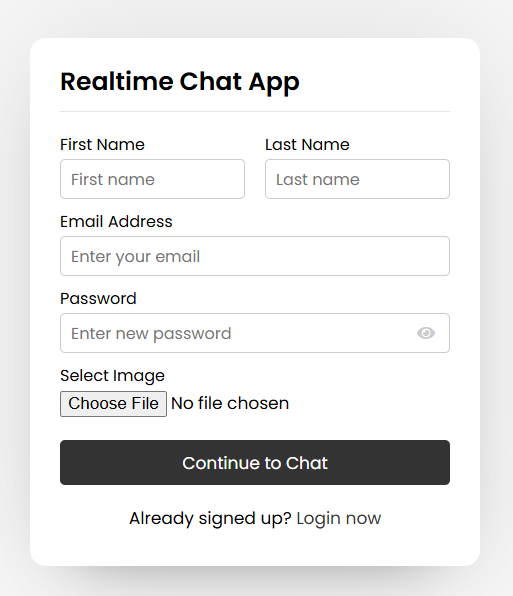 Realtime Chat App
First Name Last Name
First name Last name
Email Address
Enter your email
Password
Enter new password
Select Image
Choose File No file chosen
Continue to Chat
Already signed up? Login now